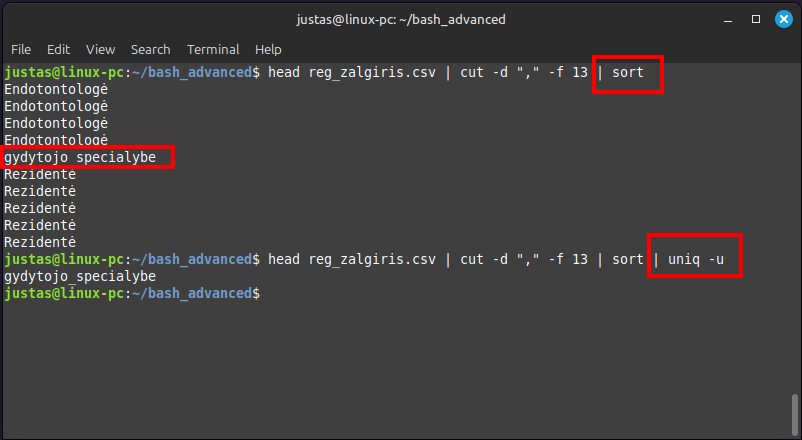 justas@linux-pc: ~/bash_advanced
File Edit View Search Terminal Help
justas@linux-pc:~/bash_advanced$ head reg_zalgiris.csv | cut -d "," -f 13 | sort
Endotontologė
Endotontologė
Endotontologė
Endotontologė
gydytojo_specialybe
Rezidentė
Rezidentė
Rezidentė
Rezidentė
Rezidentė
justas@linux-pc:~/bash_advanced$ head reg_zalgiris.csv | cut -d "," -f 13 | sort | uniq -u
gydytojo_specialybe
justas@linux-pc:~/bash_advanced$